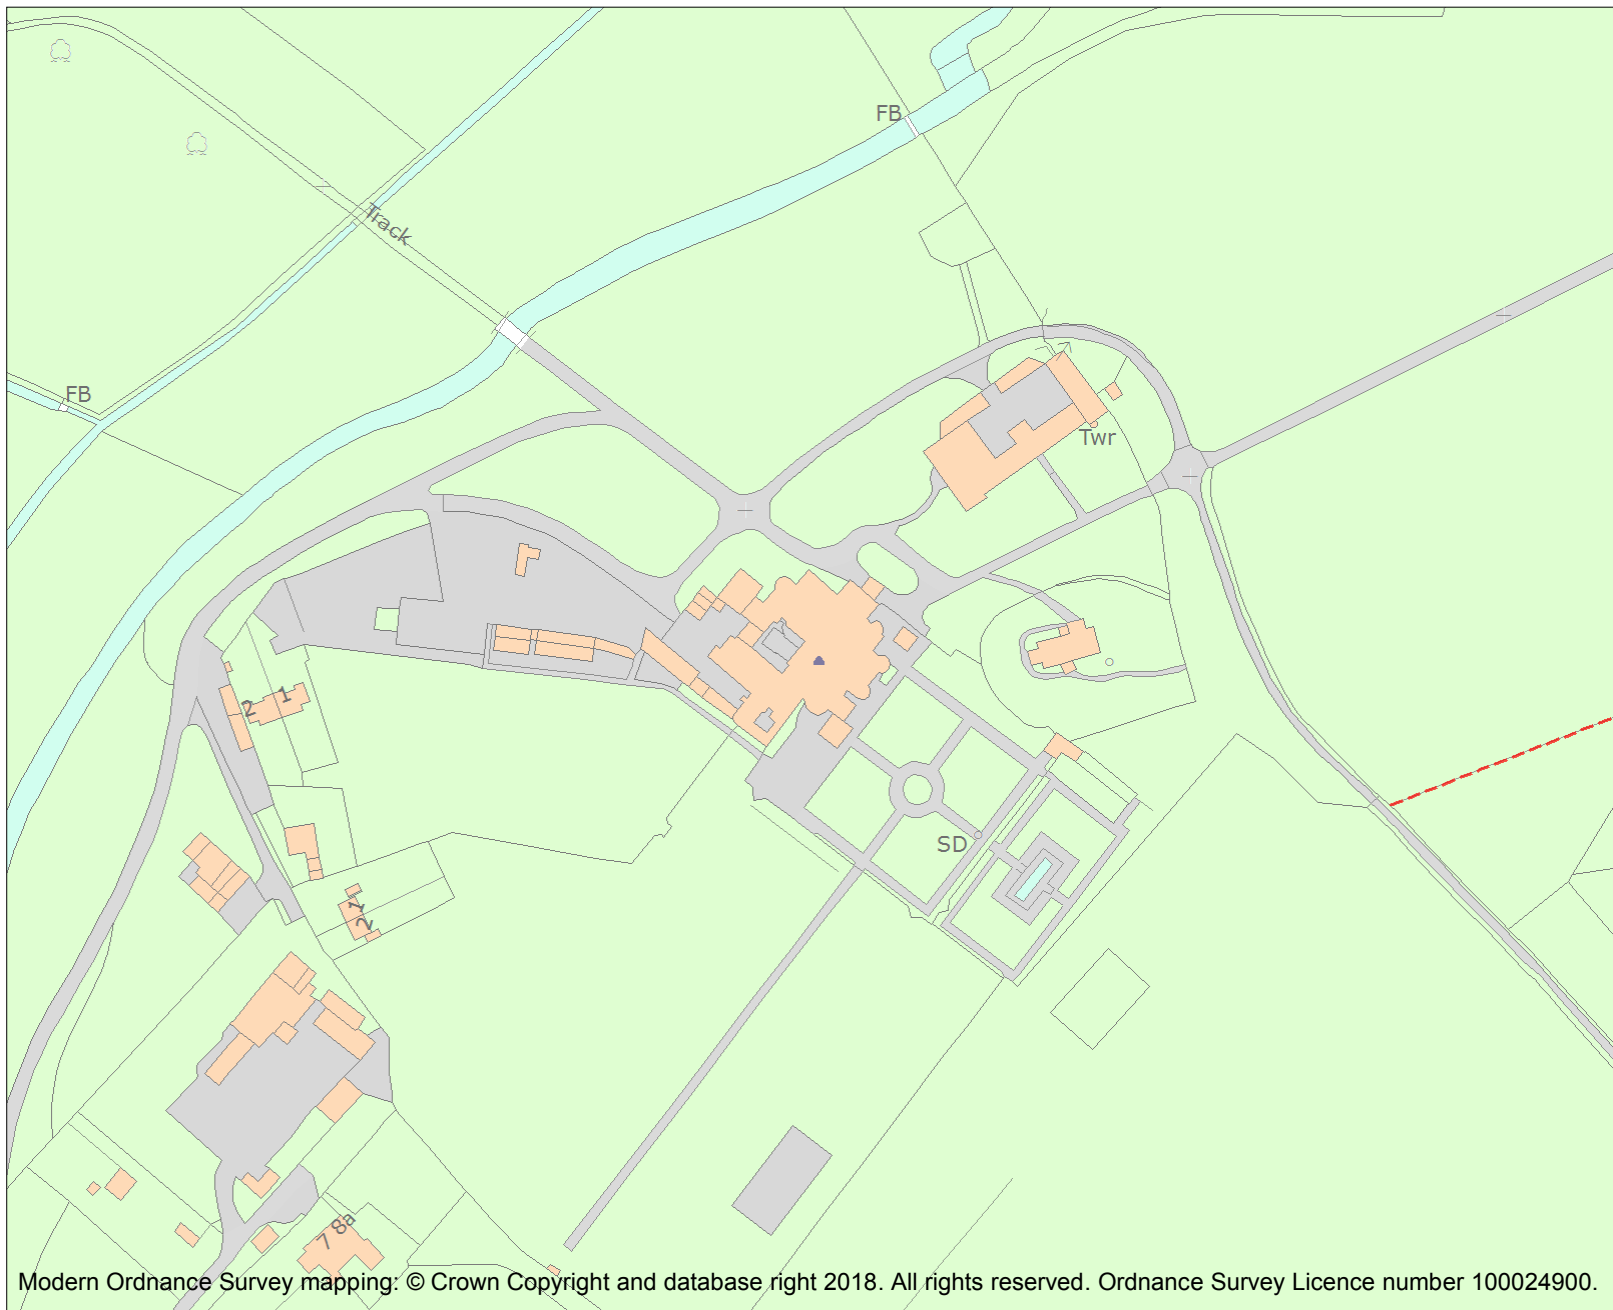 FB
Track
FB
Twr
2
1
SD
1
2
7 8a
Modern Ordnance Survey mapping: © Crown Copyright and database right 2018. All rights reserved. Ordnance Survey Licence number 100024900.